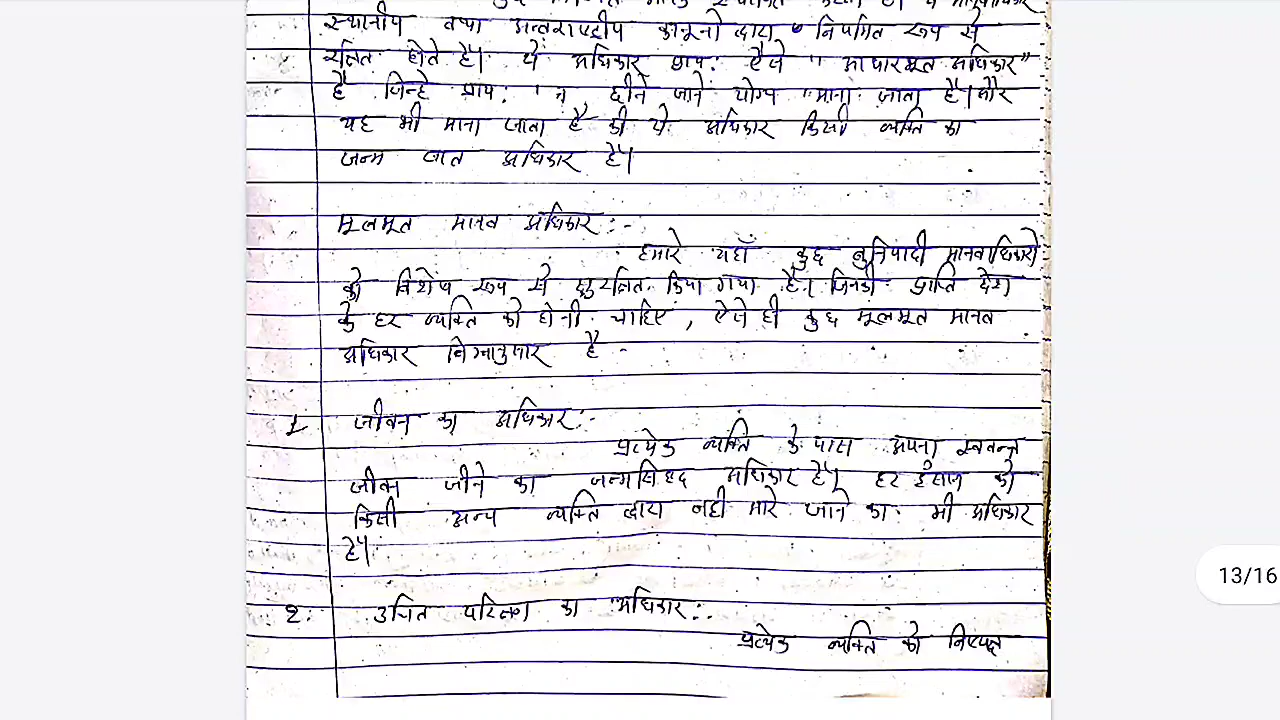 स्थानीय तथा अन्तराष्ट्रीय कानूनो द्वारा नियमित रूप से
रक्षित होते है। ये अधिकार प्राय: ऐसे "आधारभूत अधिकार"
है जिन्हे प्राय: "न छीने जाने योग्य" माना जाता है। और
यह भी माना जाता है की ये अधिकार किसी व्यक्ति का
जन्म जात अधिकार है।
मूलभूत मानव अधिकार :-
हमारे यहाँ कुछ बुनियादी मानवाधिकारो
को विशेष रूप से सुरक्षित किया गया है। जिनकी प्राप्ति देश
के हर व्यक्ति को होनी चाहिए, ऐसे ही कुछ मूलभूत मानव
अधिकार निम्नानुसार है -
1. जीवन का अधिकार :-
प्रत्येक व्यक्ति के पास अपना स्वतन्त्र
जीवन जीने का जन्मसिध्द अधिकार है। हर इंसान को
किसी अन्य व्यक्ति द्वारा नही मारे जाने का भी अधिकार
है।
2. उचित परिक्षण का अधिकार :-
प्रत्येक व्यक्ति को निष्पक्ष
13/16